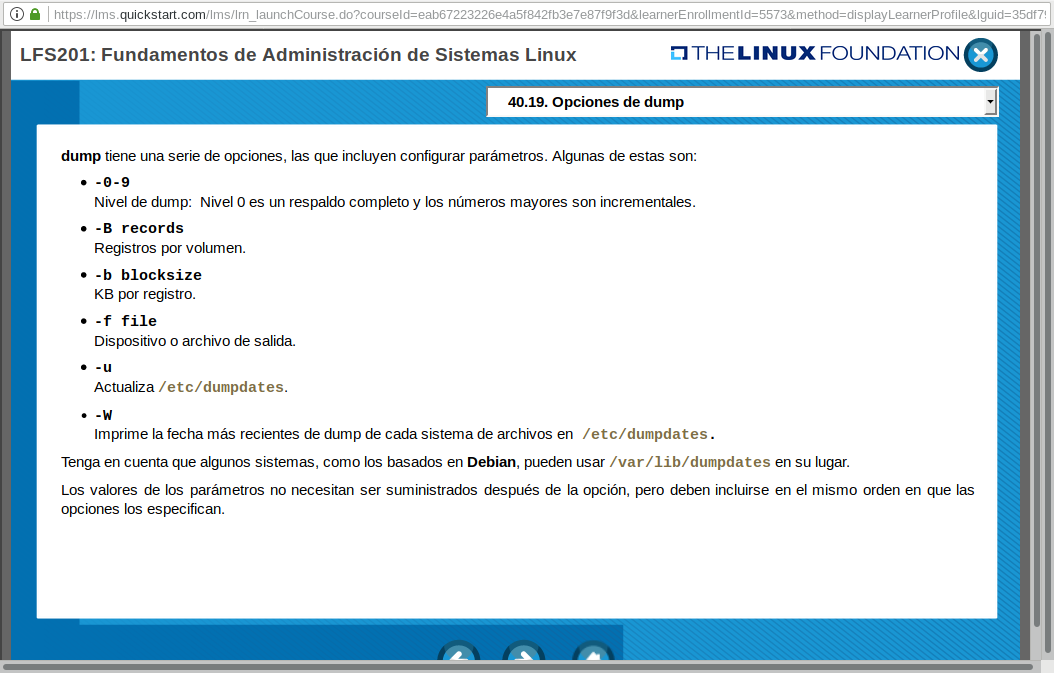 https://lms.quickstart.com/lms/lrn_launchCourse.do?courseId=eab67223226e4a5f842fb3e7e87f9f3d&learnerEnrollmentId=5573&method=displayLearnerProfile&lguid=35df79
LFS201: Fundamentos de Administración de Sistemas Linux
THE LINUX FOUNDATION
40.19. Opciones de dump
dump tiene una serie de opciones, las que incluyen configurar parámetros. Algunas de estas son:
• -0-9
Nivel de dump: Nivel 0 es un respaldo completo y los números mayores son incrementales.
• -B records
Registros por volumen.
• -b blocksize
KB por registro.
• -f file
Dispositivo o archivo de salida.
• -u
Actualiza /etc/dumpdates.
• -W
Imprime la fecha más recientes de dump de cada sistema de archivos en /etc/dumpdates.
Tenga en cuenta que algunos sistemas, como los basados en Debian, pueden usar /var/lib/dumpdates en su lugar.
Los valores de los parámetros no necesitan ser suministrados después de la opción, pero deben incluirse en el mismo orden en que las
opciones los especifican.